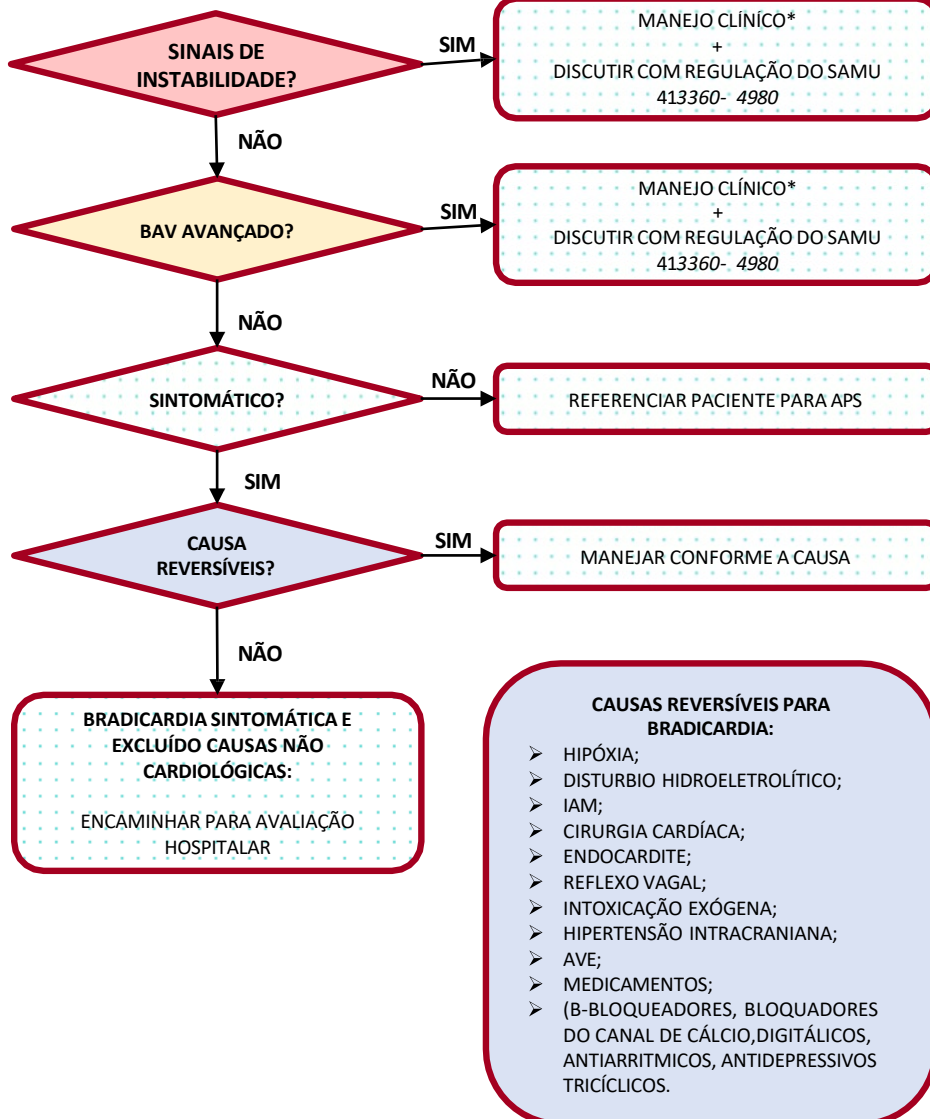 SINAIS DE
INSTABILIDADE?
SIM
MANEJO CLÍNICO*
+
DISCUTIR COM REGULAÇÃO DO SAMU
413360- 4980
NÃO
BAV AVANÇADO?
SIM
MANEJO CLÍNICO*
+
DISCUTIR COM REGULAÇÃO DO SAMU
413360- 4980
NÃO
SINTOMÁTICO?
NÃO
REFERENCIAR PACIENTE PARA APS
SIM
CAUSA
REVERSÍVEIS?
SIM
MANEJAR CONFORME A CAUSA
NÃO
BRADICARDIA SINTOMÁTICA E
EXCLUÍDO CAUSAS NÃO
CARDIOLÓGICAS:
ENCAMINHAR PARA AVALIAÇÃO
HOSPITALAR
CAUSAS REVERSÍVEIS PARA
BRADICARDIA:
➢ HIPÓXIA;
➢ DISTURBIO HIDROELETROLÍTICO;
➢ IAM;
➢ CIRURGIA CARDÍACA;
➢ ENDOCARDITE;
➢ REFLEXO VAGAL;
➢ INTOXICAÇÃO EXÓGENA;
➢ HIPERTENSÃO INTRACRANIANA;
➢ AVE;
➢ MEDICAMENTOS;
➢ (B-BLOQUEADORES, BLOQUADORES
DO CANAL DE CÁLCIO,DIGITÁLICOS,
ANTIARRITMICOS, ANTIDEPRESSIVOS
TRICÍCLICOS.